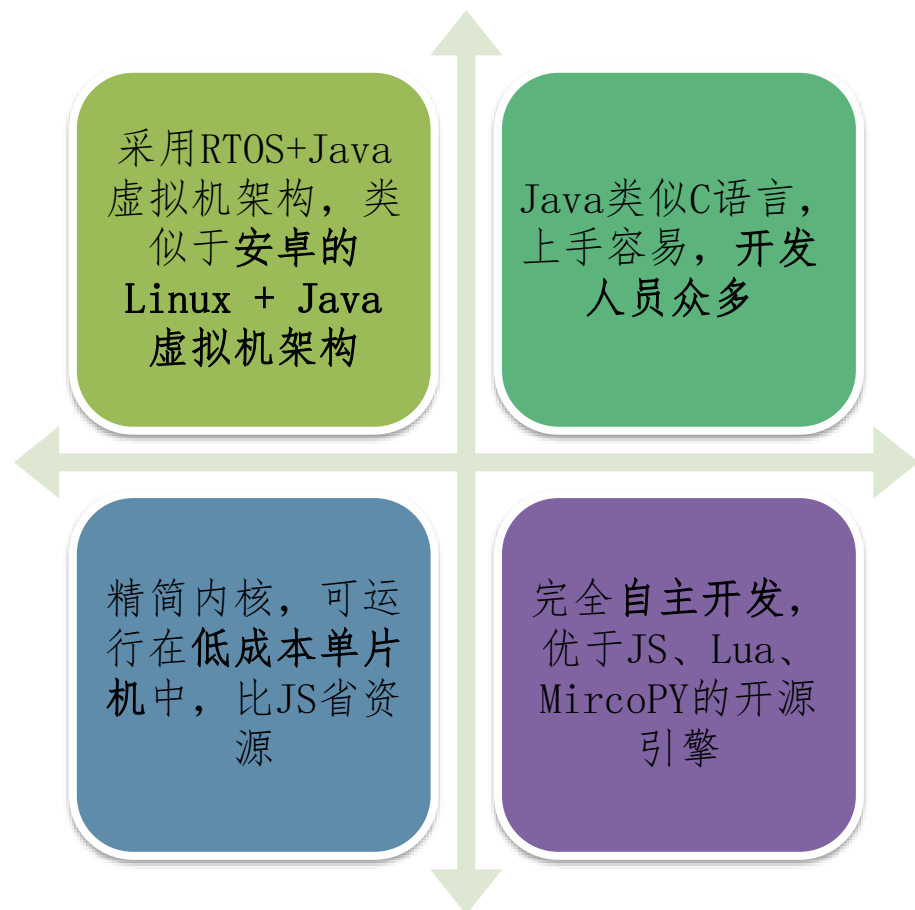 采用RTOS+Java
虚拟机架构，类
似于安卓的
Linux + Java
虚拟机架构
Java类似C语言，
上手容易，开发
人员众多
精简内核，可运
行在低成本单片
机中，比JS省资
源
完全自主开发，
优于JS、Lua、
MircoPY的开源
引擎